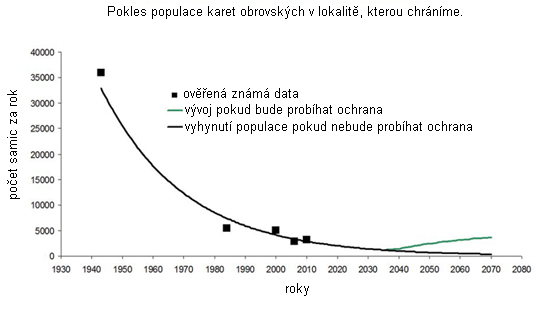 Pokles populace karet obrovských v lokalitě, kterou chráníme.
40000
35000
30000
25000
20000
15000
10000
5000
0
počet samic za rok
ověřená známá data
vývoj pokud bude probíhat ochrana
vyhynutí populace pokud nebude probíhat ochrana
1930 1940 1950 1960 1970 1980 1990 2000 2010 2020 2030 2040 2050 2060 2070 2080
roky